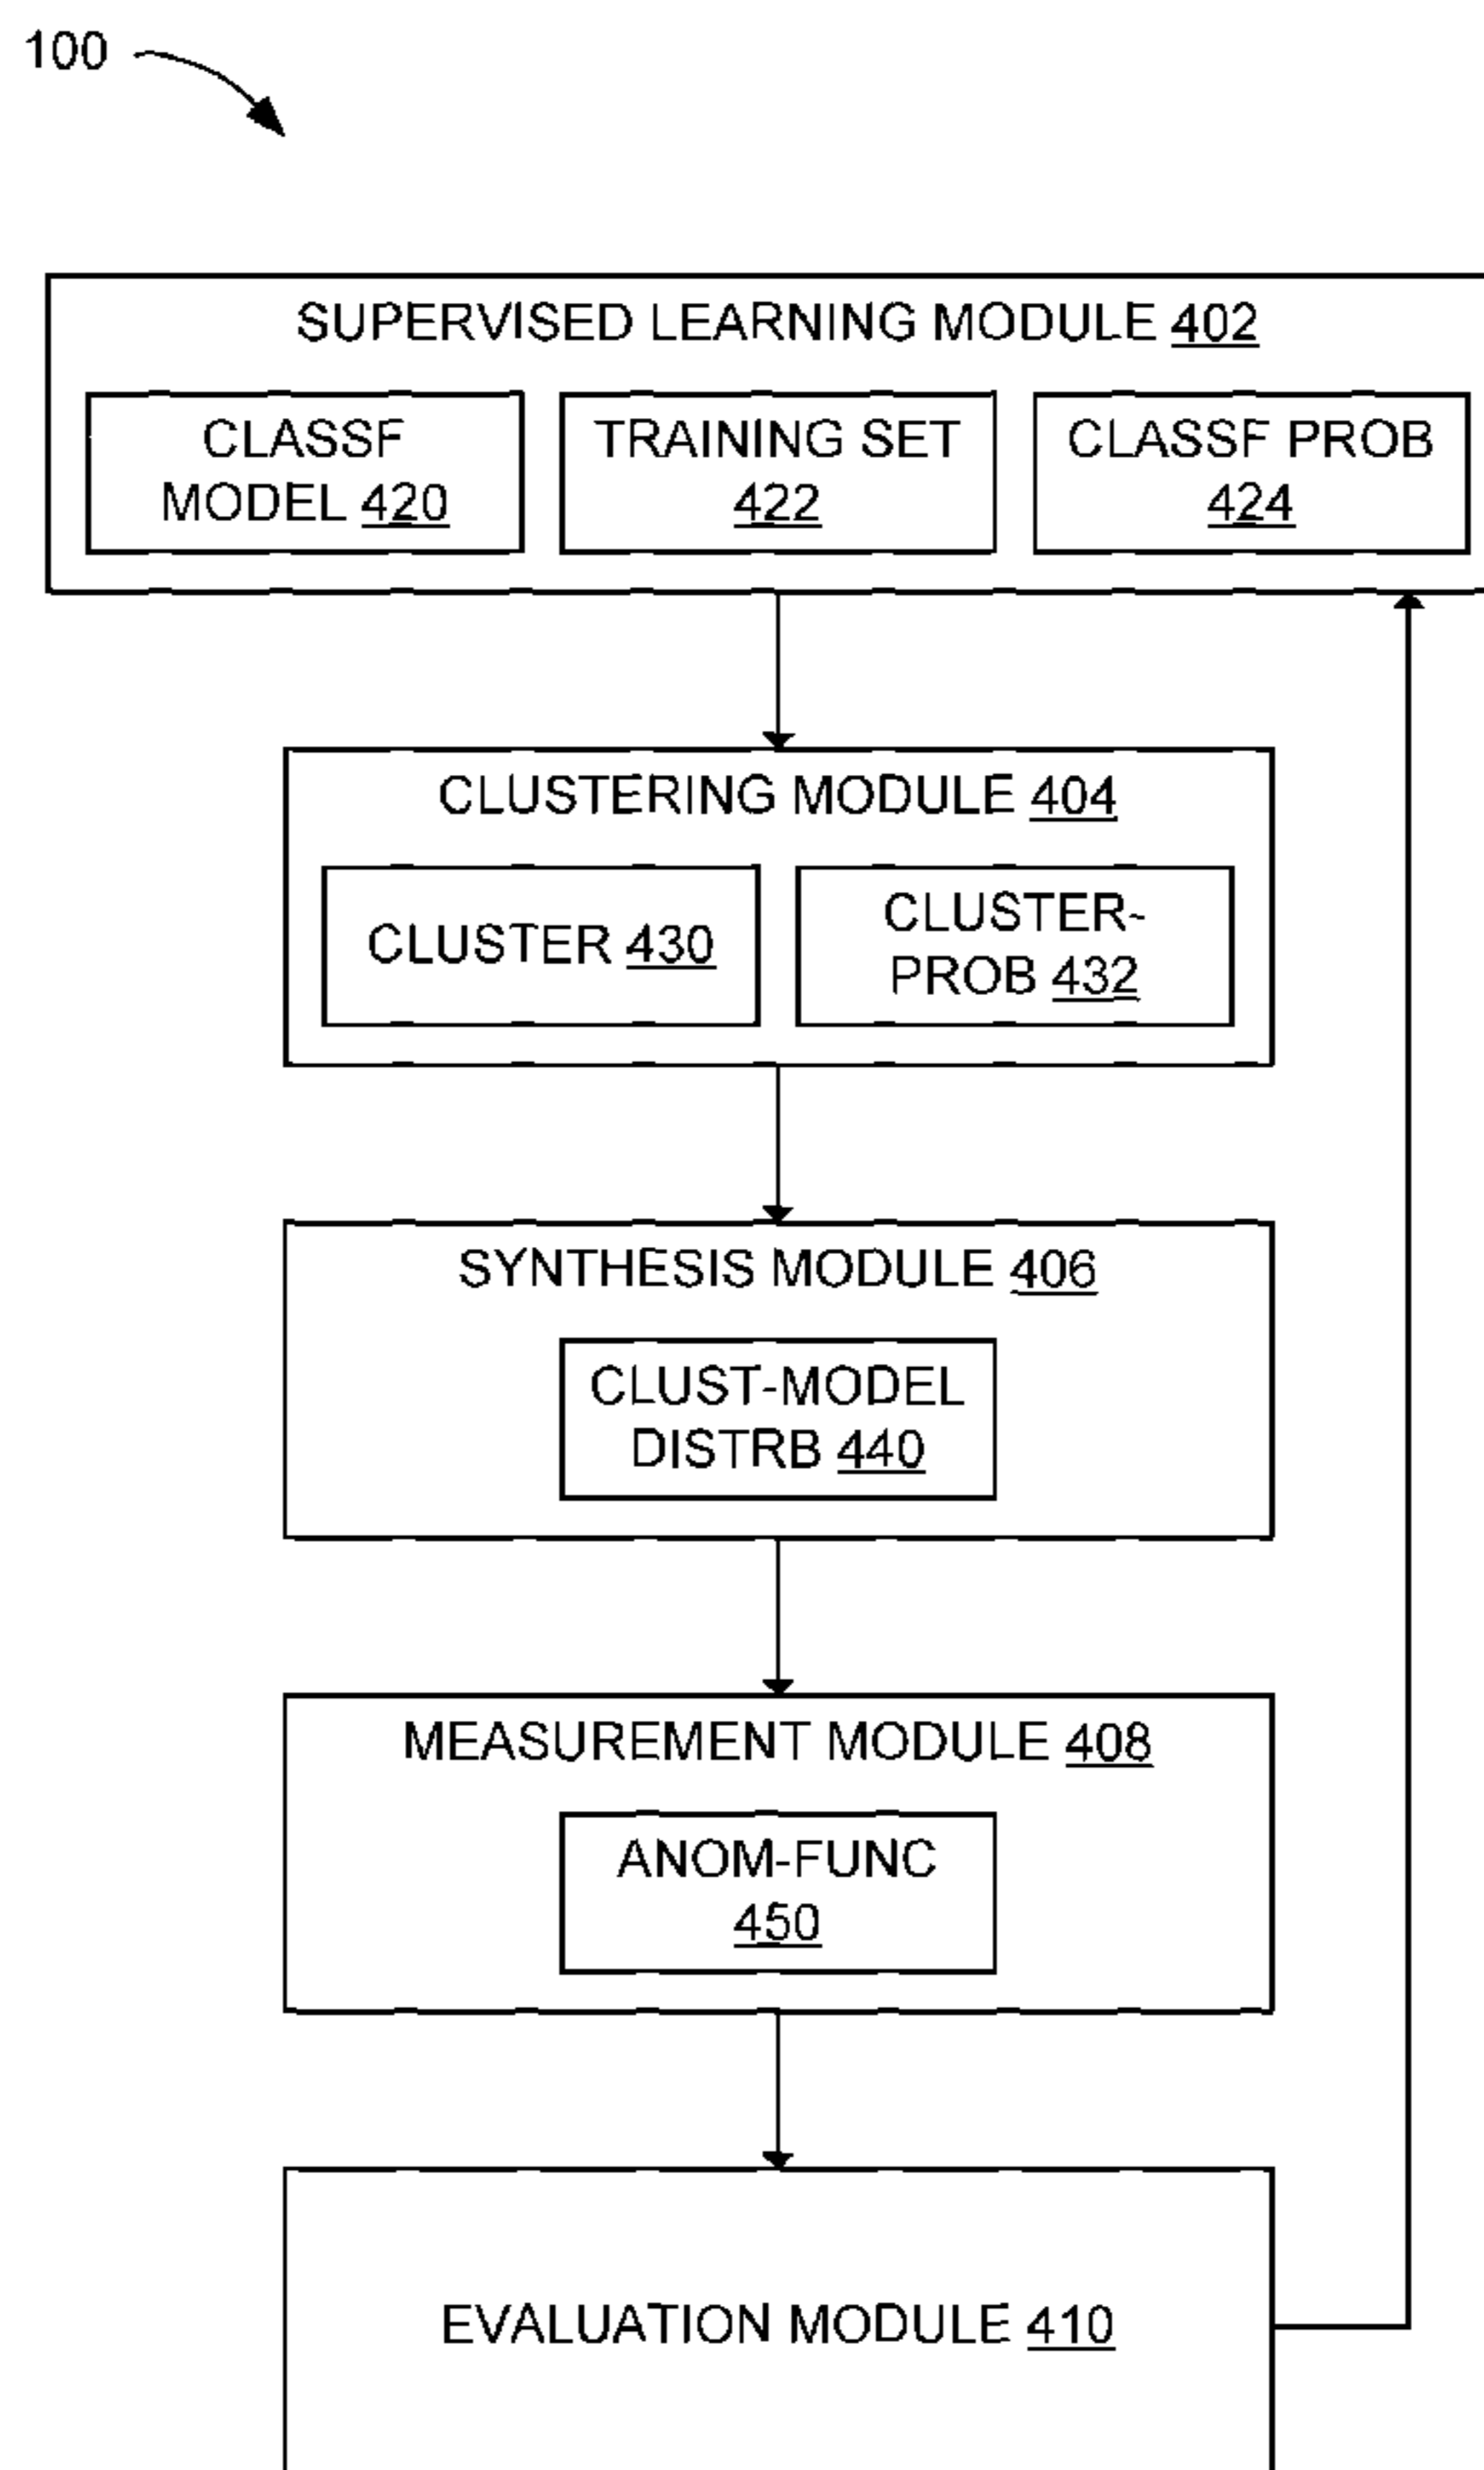 100
SUPERVISED LEARNING MODULE 402
CLASSF
MODEL 420
TRAINING SET
422
CLASSF PROB
424
CLUSTERING MODULE 404
CLUSTER 430
CLUSTER-
PROB 432
SYNTHESIS MODULE 406
CLUST-MODEL
DISTRB 440
MEASUREMENT MODULE 408
ANOM-FUNC
450
EVALUATION MODULE 410